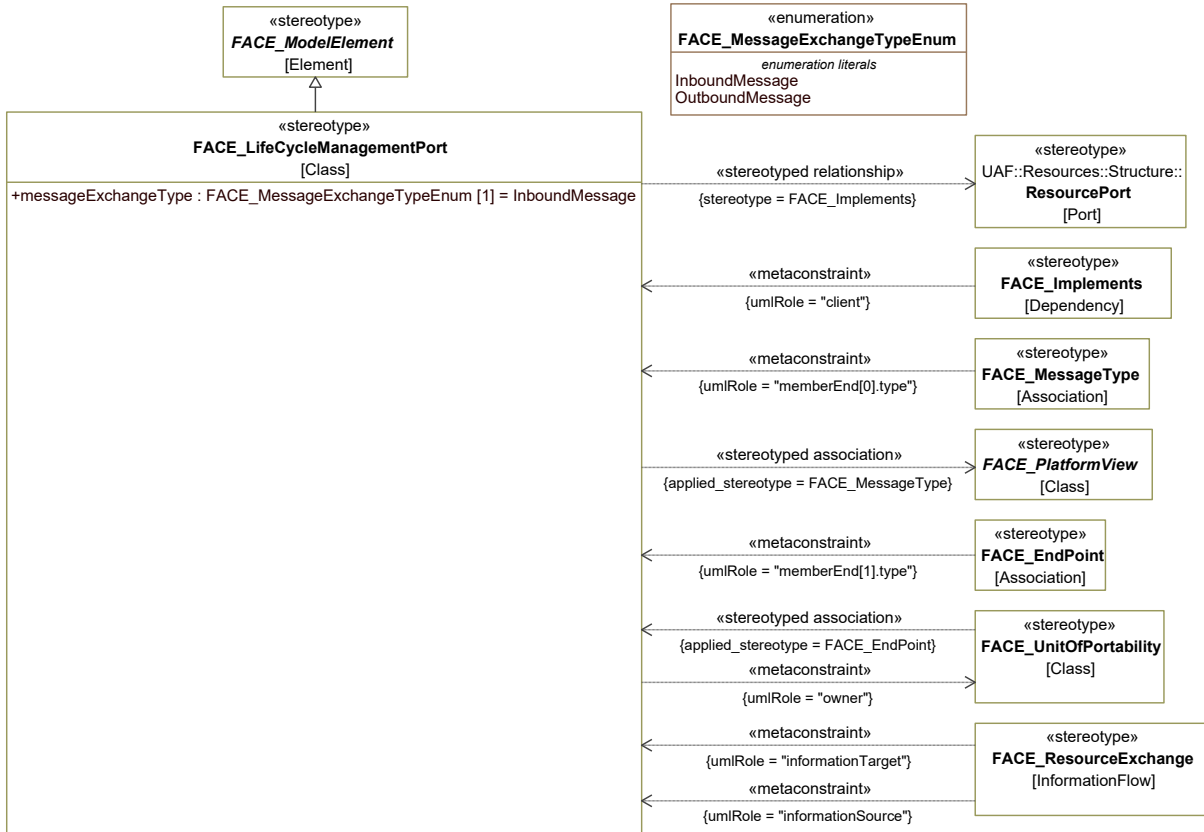 «stereotype»
FACE_ModelElement
[Element]
«enumeration»
FACE_MessageExchangeTypeEnum
enumeration literals
InboundMessage
OutboundMessage
«stereotype»
FACE_LifeCycleManagementPort
[Class]
+messageExchangeType : FACE_MessageExchangeTypeEnum [1] = InboundMessage
«stereotyped relationship»
{stereotype = FACE_Implements}
«stereotype»
UAF::Resources::Structure::
ResourcePort
[Port]
«metaconstraint»
{umlRole = "client"}
«stereotype»
FACE_Implements
[Dependency]
«metaconstraint»
{umlRole = "memberEnd[0].type"}
«stereotype»
FACE_MessageType
[Association]
«stereotyped association»
{applied_stereotype = FACE_MessageType}
«stereotype»
FACE_PlatformView
[Class]
«metaconstraint»
{umlRole = "memberEnd[1].type"}
«stereotype»
FACE_EndPoint
[Association]
«stereotyped association»
{applied_stereotype = FACE_EndPoint}
«metaconstraint»
{umlRole = "owner"}
«stereotype»
FACE_UnitOfPortability
[Class]
«metaconstraint»
{umlRole = "informationTarget"}
«metaconstraint»
{umlRole = "informationSource"}
«stereotype»
FACE_ResourceExchange
[InformationFlow]